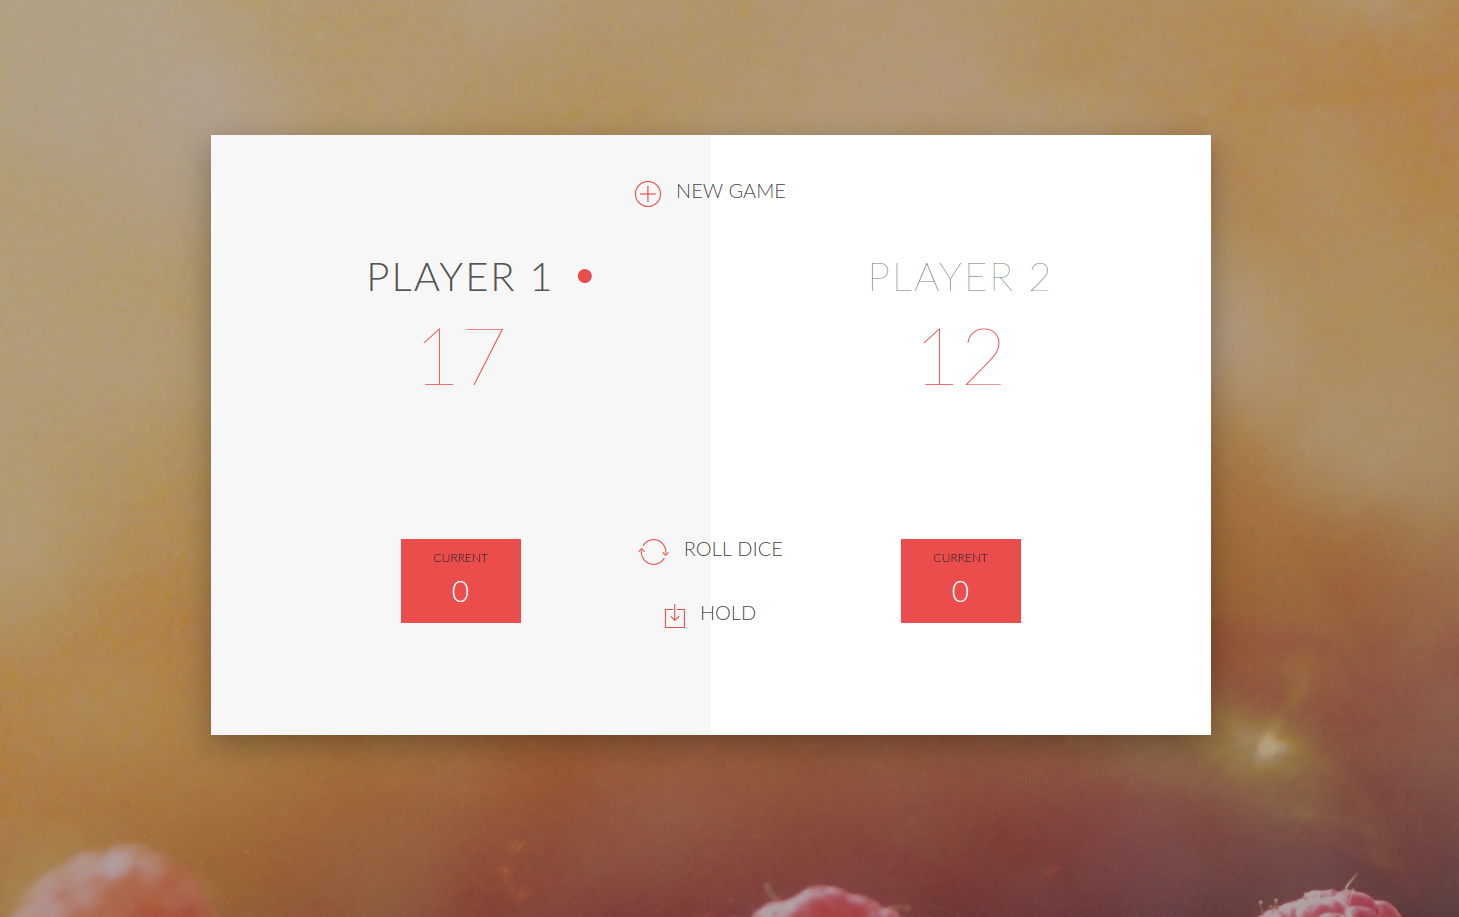 NEW GAME
PLAYER 1
17
PLAYER 2
12
CURRENT
0
ROLL DICE
HOLD
CURRENT
0